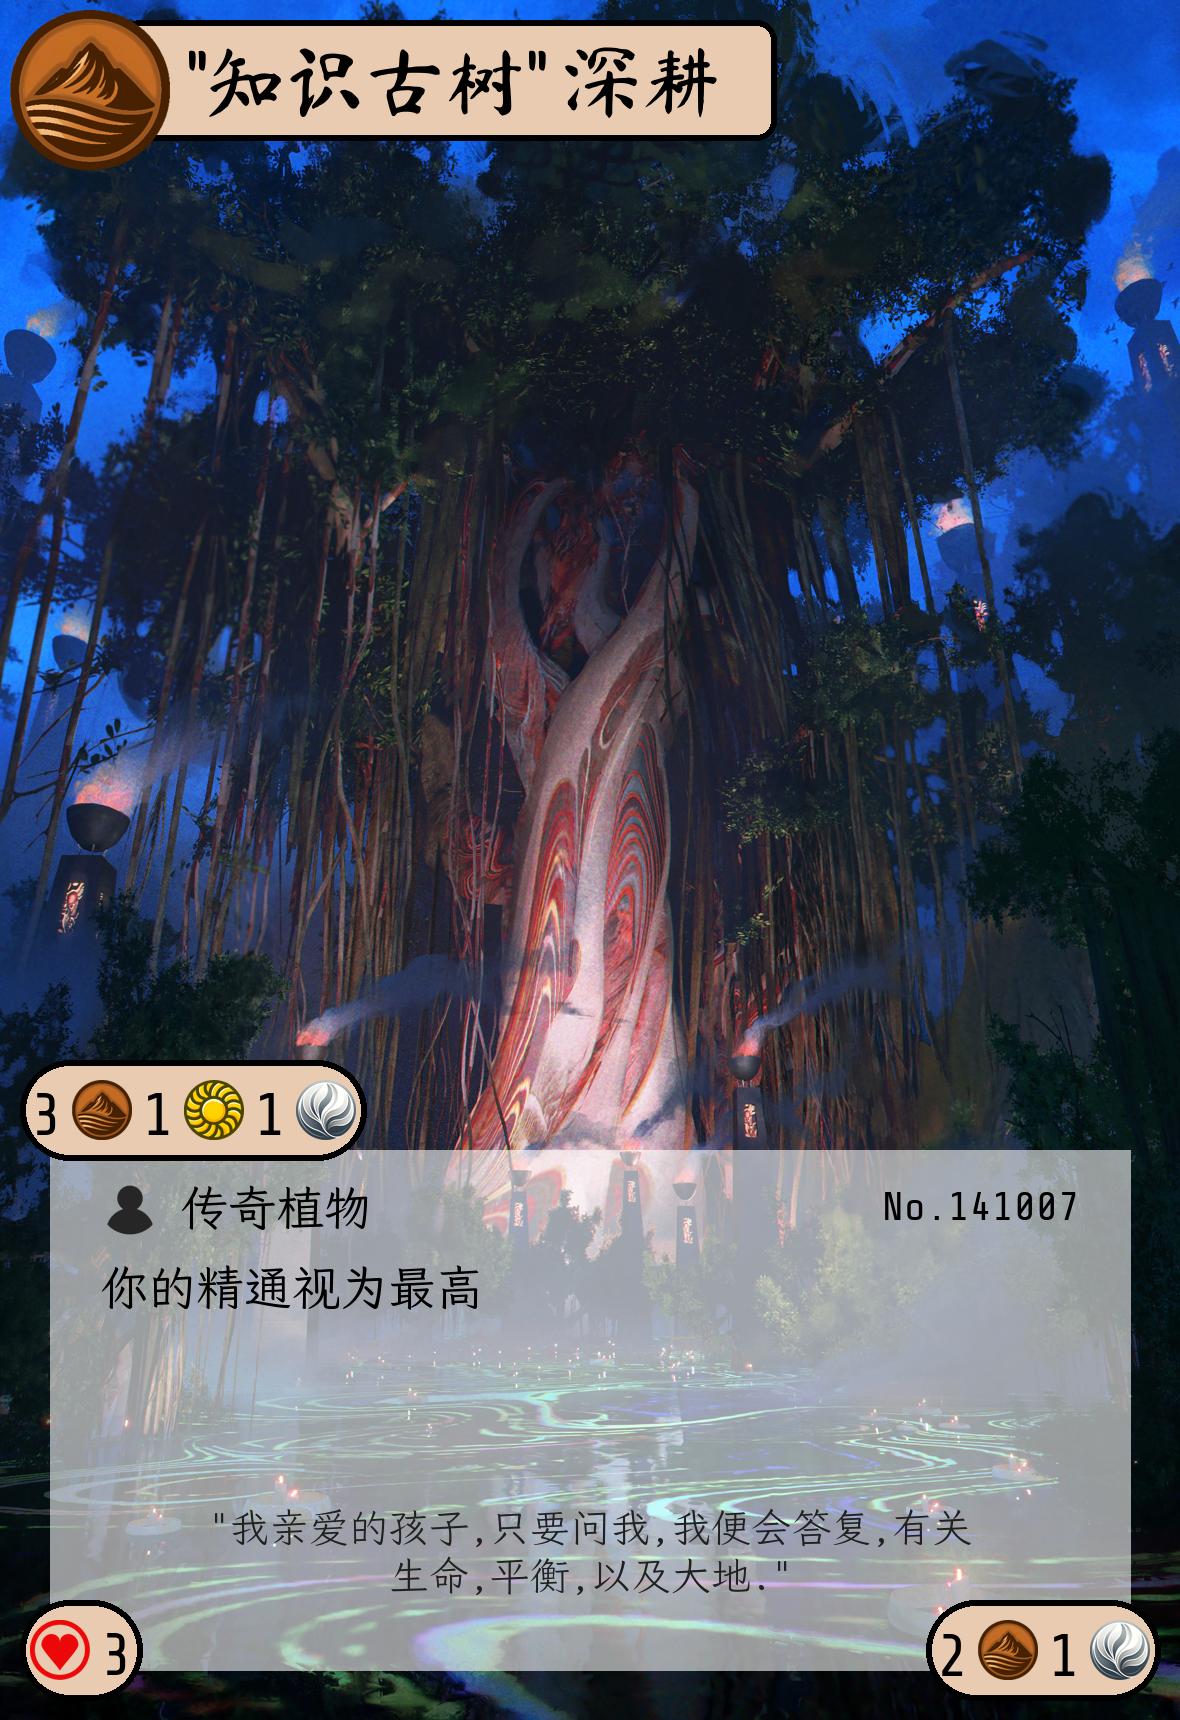 "知识古树"深耕
3 1 1
传奇植物
No.141007
你的精通视为最高
"我亲爱的孩子,只要问我,我便会答复,有关
生命,平衡,以及大地."
3
2 1